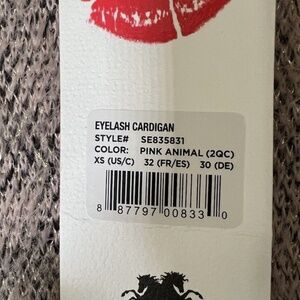 EYELASH CARDIGAN
STYLE# SE835831
COLOR: PINK ANIMAL (2QC)
XS (US/C) 32 (FR/ES) 30 (DE)
8 87797 00833 0